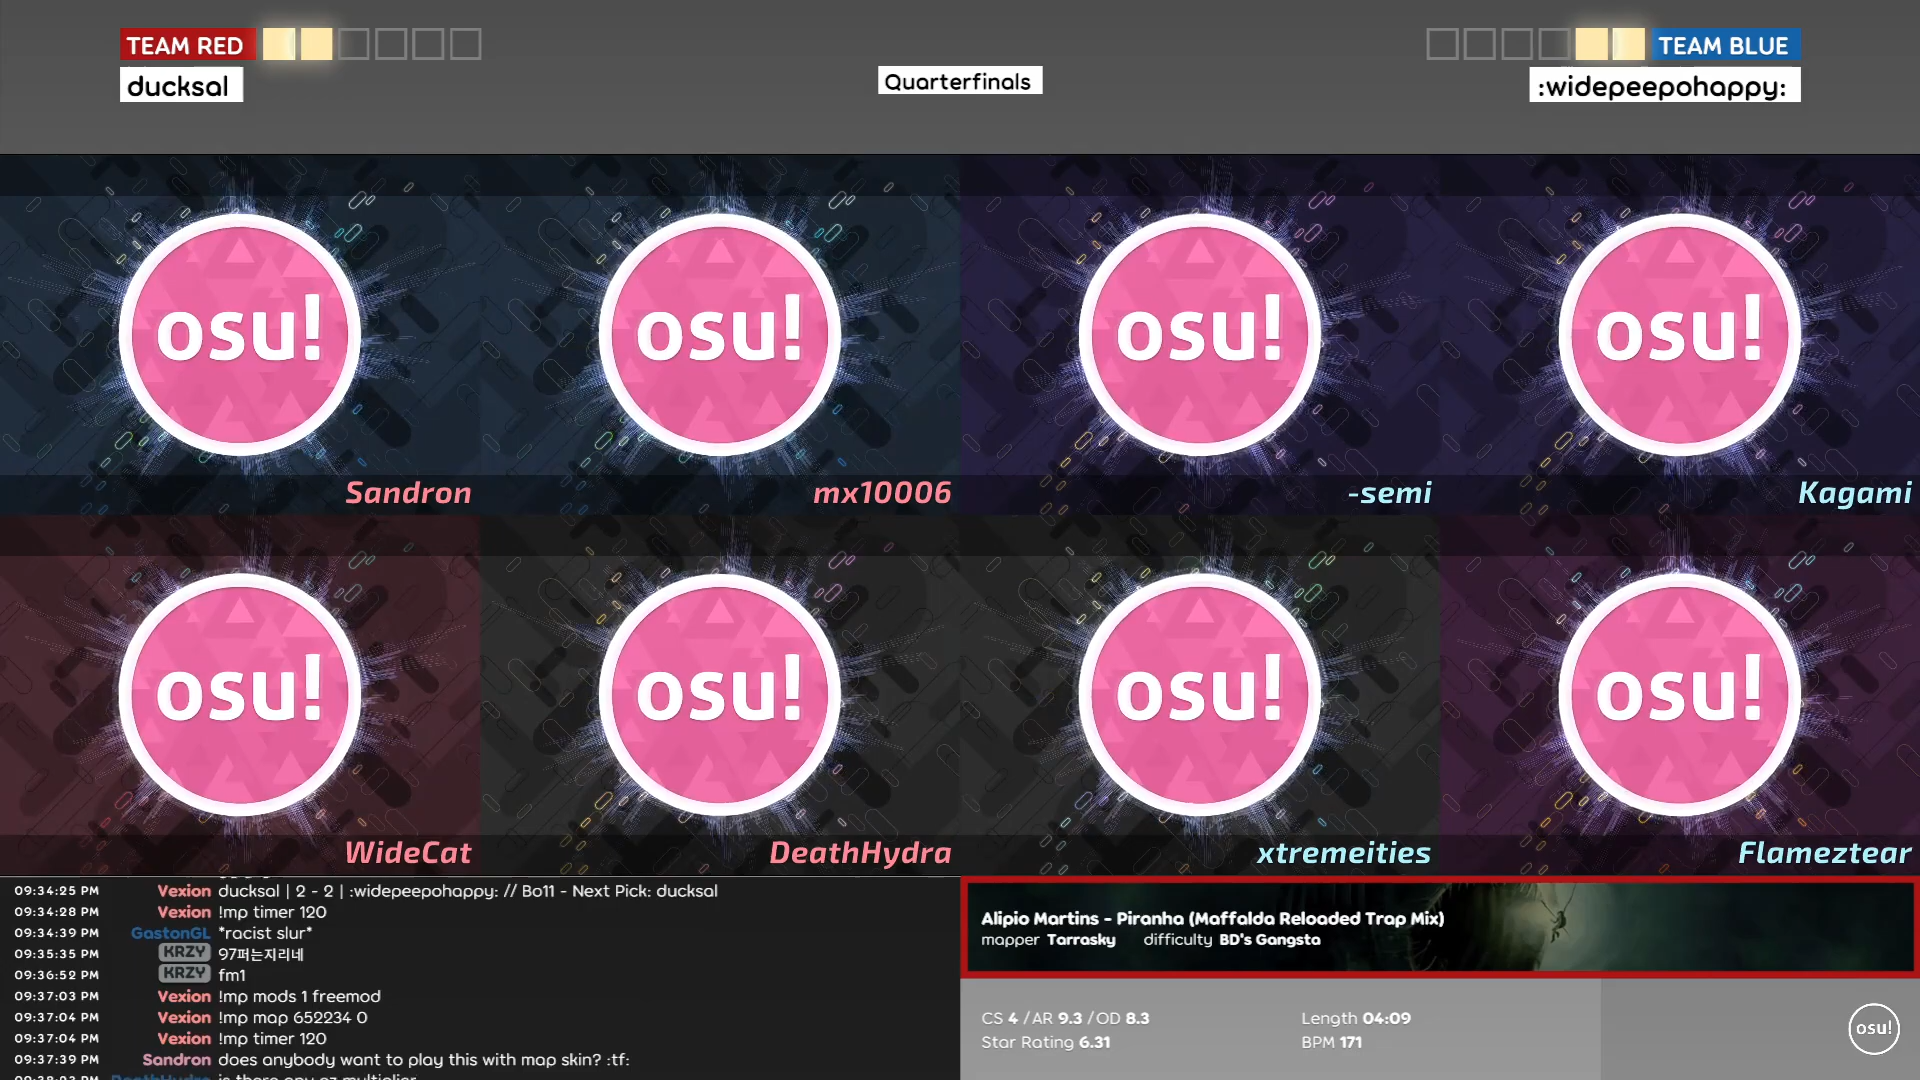 TEAM RED
ducksal
Quarterfinals
TEAM BLUE
:widepeepohappy:
osu!
osu!
osu!
osu!
Sandron
mx10006
-semi
Kagami
osu!
osu!
osu!
osu!
WideCat
DeathHydra
xtremeities
Flameztear
09:34:25 PM Vexion ducksal | 2 - 2 | :widepeepohappy: // Bo11 - Next Pick: ducksal
09:34:28 PM Vexion !mp timer 120
09:34:39 PM GastonGL *racist slur*
09:35:35 PM KRZY 97퍼는지리네
09:36:52 PM KRZY fm1
09:37:03 PM Vexion !mp mods 1 freemod
09:37:04 PM Vexion !mp map 652234 0
09:37:04 PM Vexion !mp timer 120
09:37:39 PM Sandron does anybody want to play this with map skin? :tf:
Alipio Martins - Piranha (Maffalda Reloaded Trap Mix)
mapper Tarrasky difficulty BD's Gangsta
CS 4 / AR 9.3 / OD 8.3
Length 04:09
Star Rating 6.31
BPM 171
osu!